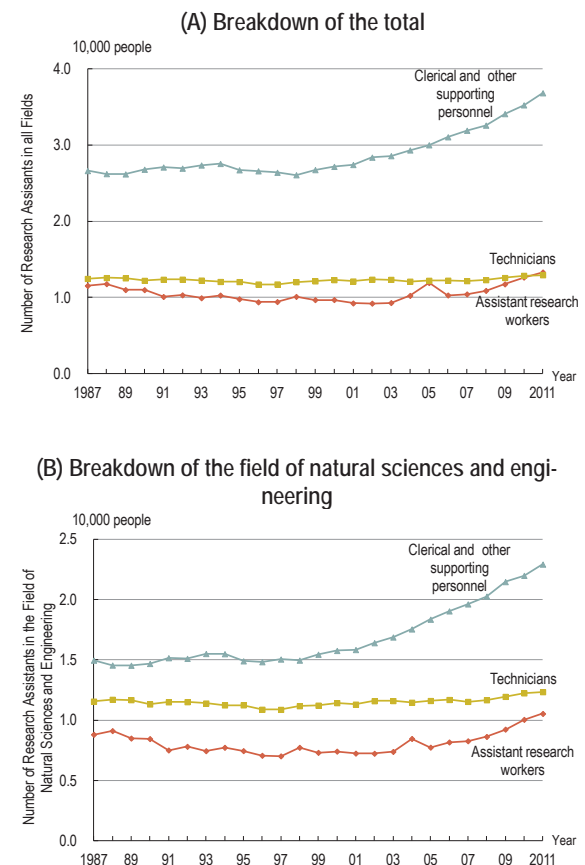 (A) Breakdown of the total
10,000 people
4.0
3.0
2.0
1.0
0.0
Number of Research Assisants in all Fields
Clerical and other
supporting
personnel
Technicians
Assistant research
workers
Year
1987 89 91 93 95 97 99 01 03 05 07 09 2011
(B) Breakdown of the field of natural sciences and engi-
neering
10,000 people
2.5
2.0
1.5
1.0
0.5
0.0
Number of Research Assistants in the Field of
Natural Sciences and Engineering
Clerical and other
supporting
personnel
Technicians
Assistant research
workers
Year
1987 89 91 93 95 97 99 01 03 05 07 09 2011